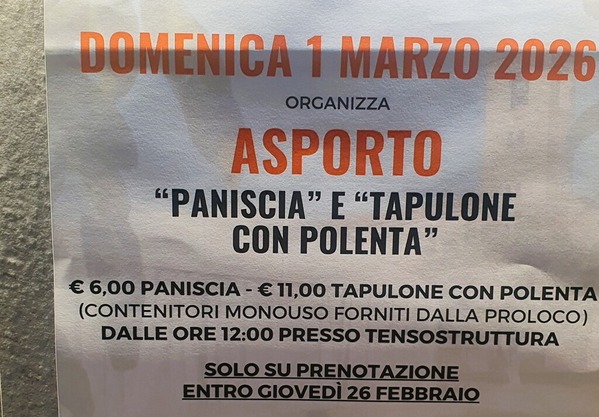 DOMENICA 1 MARZO 2026
ORGANIZZA
ASPORTO
“PANISCIA” E “TAPULONE
CON POLENTA”
€ 6,00 PANISCIA - € 11,00 TAPULONE CON POLENTA
(CONTENITORI MONOUSO FORNITI DALLA PROLOCO)
DALLE ORE 12:00 PRESSO TENSOSTRUTTURA
SOLO SU PRENOTAZIONE
ENTRO GIOVEDÌ 26 FEBBRAIO